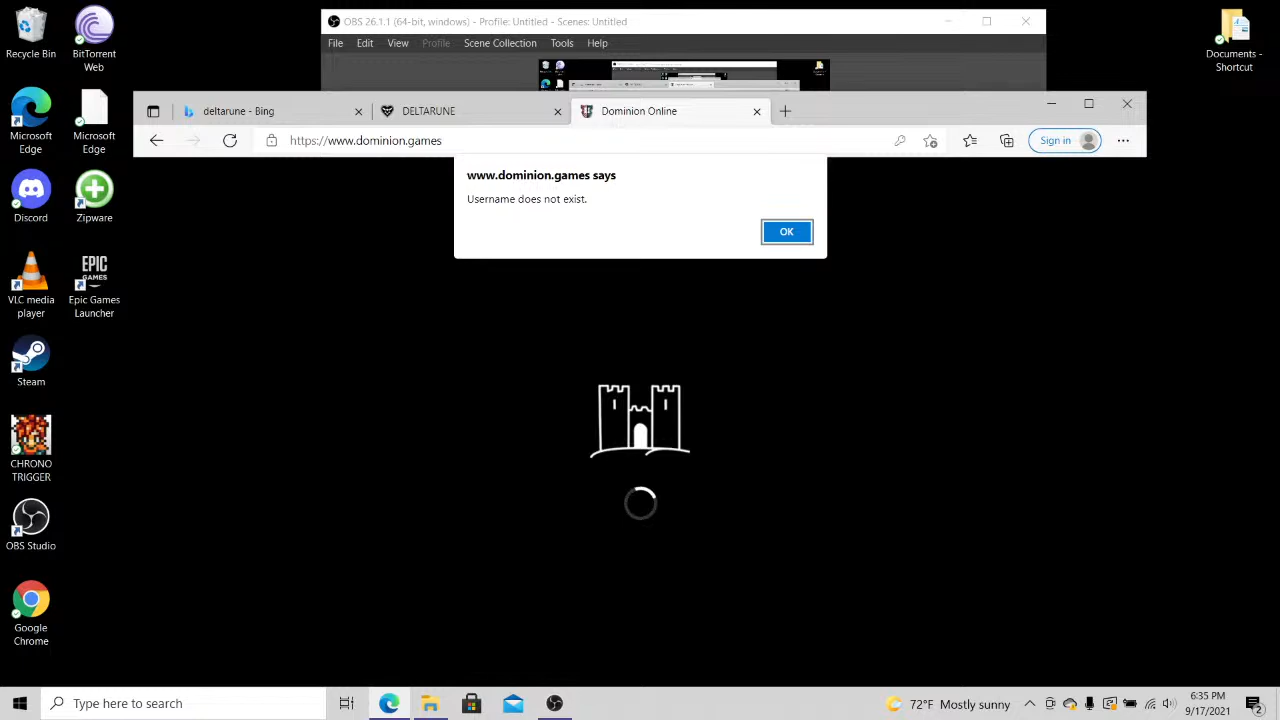 OBS 26.1.1 (64-bit, windows) - Profile: Untitled - Scenes: Untitled
File Edit View Profile Scene Collection Tools Help
deltarune - Bing
DELTARUNE
Dominion Online
https://www.dominion.games
Sign in
www.dominion.games says
Username does not exist.
OK
Recycle Bin
BitTorrent
Web
Microsoft
Edge
Microsoft
Edge
Discord
Zipware
VLC media
player
EPIC
GAMES
Epic Games
Launcher
Steam
CHRONO
TRIGGER
OBS Studio
Google
Chrome
Documents -
Shortcut
Type here to search
72°F Mostly sunny
6:35 PM
9/17/2021
2